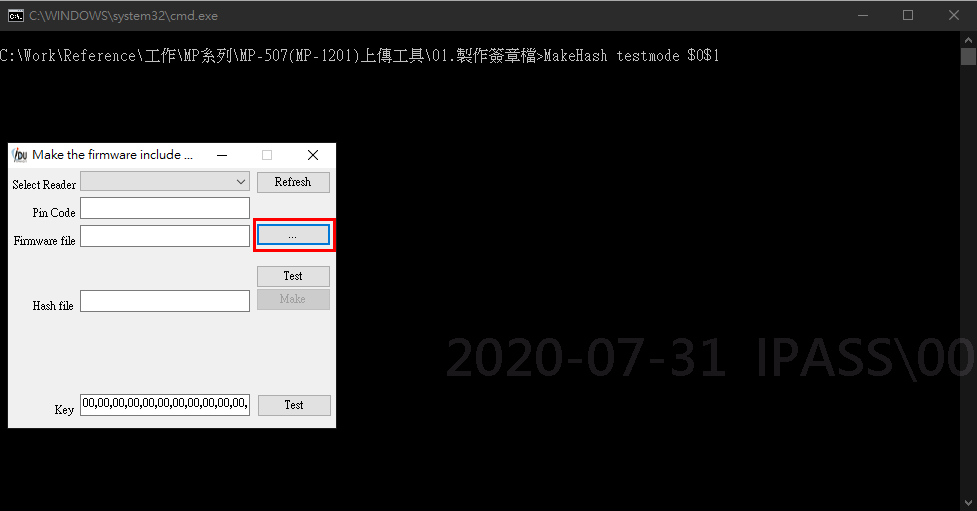 C:\WINDOWS\system32\cmd.exe
C:\Work\Reference\工作\MP系列\MP-507(MP-1201)上傳工具\01.製作簽章檔>MakeHash testmode $0$1
Make the firmware include ...
Select Reader
Refresh
Pin Code
Firmware file
...
Test
Hash file
Make
Key
00,00,00,00,00,00,00,00,00,00,00,
Test
2020-07-31 IPASS\00